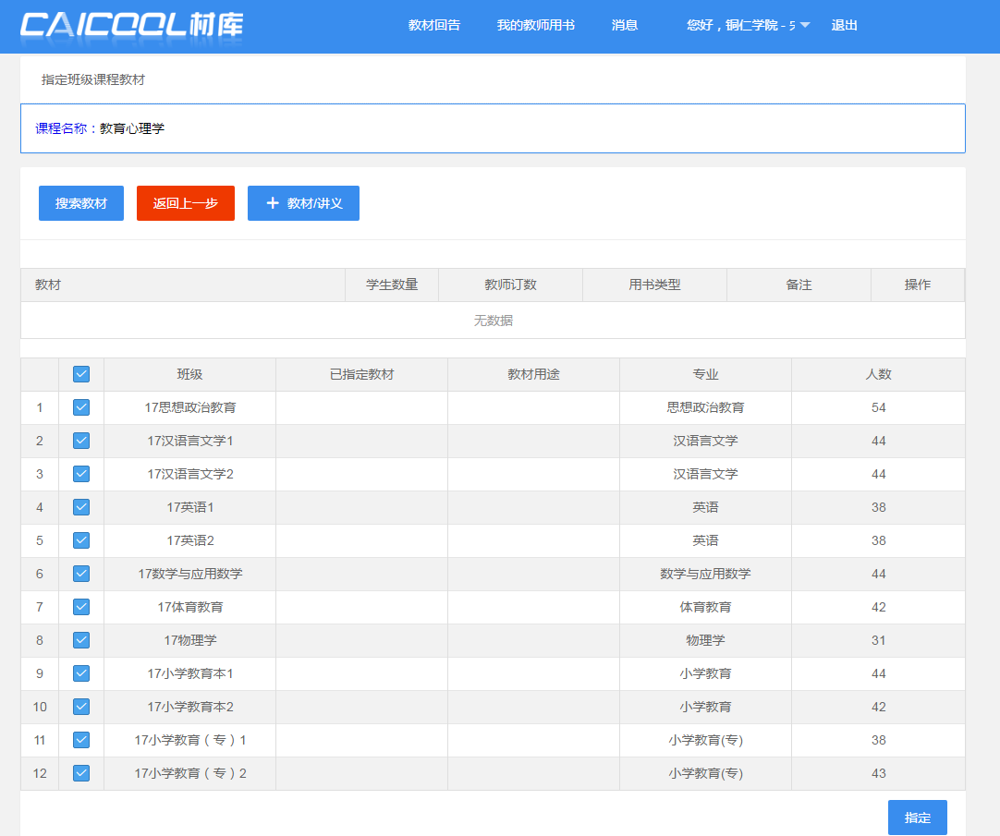 CAICOOL材库 教材回告 我的教师用书 消息 您好，铜仁学院 - 退出
指定班级课程教材
课程名称：教育心理学
搜索教材 返回上一步 + 教材/讲义
教材 学生数量 教师订数 用书类型 备注 操作
无数据
班级 已指定教材 教材用途 专业 人数
1 17思想政治教育 思想政治教育 54
2 17汉语言文学1 汉语言文学 44
3 17汉语言文学2 汉语言文学 44
4 17英语1 英语 38
5 17英语2 英语 38
6 17数学与应用数学 数学与应用数学 44
7 17体育教育 体育教育 42
8 17物理学 物理学 31
9 17小学教育本1 小学教育 44
10 17小学教育本2 小学教育 42
11 17小学教育（专）1 小学教育(专) 38
12 17小学教育（专）2 小学教育(专) 43
指定